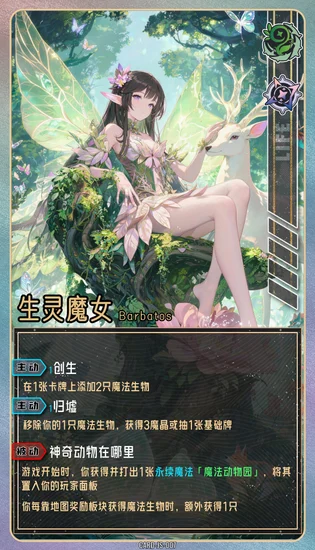 LIFE
生灵魔女 Barbatos
主动 创生
在1张卡牌上添加2只魔法生物
主动 归墟
移除你的1只魔法生物，获得3魔晶或抽1张基础牌
被动 神奇动物在哪里
游戏开始时，你获得并打出1张永续魔法「魔法动物园」，将其
置入你的玩家面板
你每靠地图奖励板块获得魔法生物时，额外获得1只
CARD.JS-007